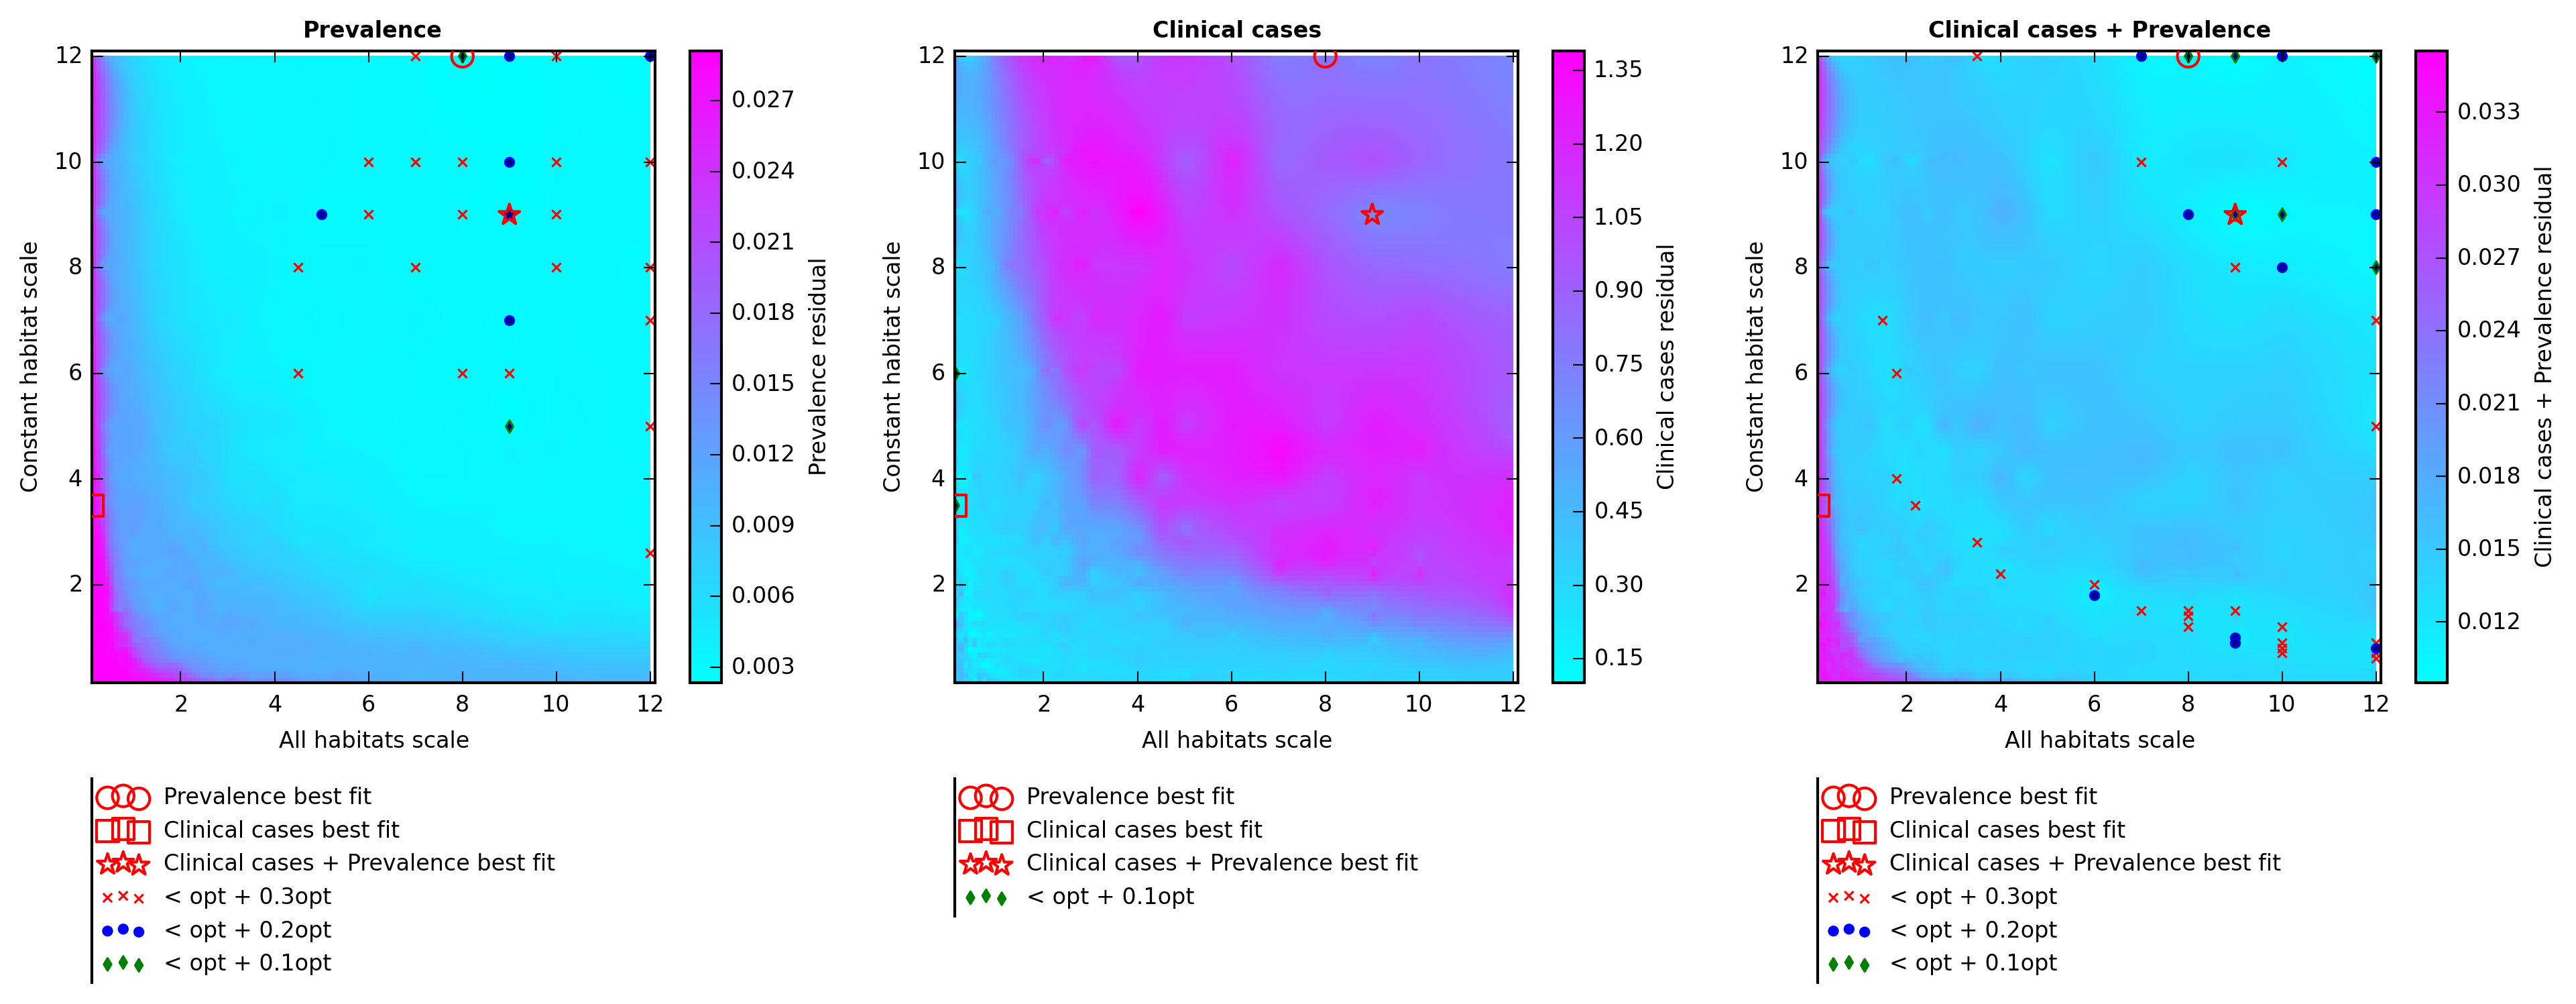 Prevalence
12
10
8
6
4
2
2 4 6 8 10 12
Constant habitat scale
All habitats scale
0.027
0.024
0.021
0.018
0.015
0.012
0.009
0.006
0.003
Prevalence residual
Prevalence best fit
Clinical cases best fit
Clinical cases + Prevalence best fit
< opt + 0.3opt
< opt + 0.2opt
< opt + 0.1opt
Clinical cases
12
10
8
6
4
2
2 4 6 8 10 12
Constant habitat scale
All habitats scale
1.35
1.20
1.05
0.90
0.75
0.60
0.45
0.30
0.15
Clinical cases residual
Prevalence best fit
Clinical cases best fit
Clinical cases + Prevalence best fit
< opt + 0.1opt
Clinical cases + Prevalence
12
10
8
6
4
2
2 4 6 8 10 12
Constant habitat scale
All habitats scale
0.033
0.030
0.027
0.024
0.021
0.018
0.015
0.012
Clinical cases + Prevalence residual
Prevalence best fit
Clinical cases best fit
Clinical cases + Prevalence best fit
< opt + 0.3opt
< opt + 0.2opt
< opt + 0.1opt